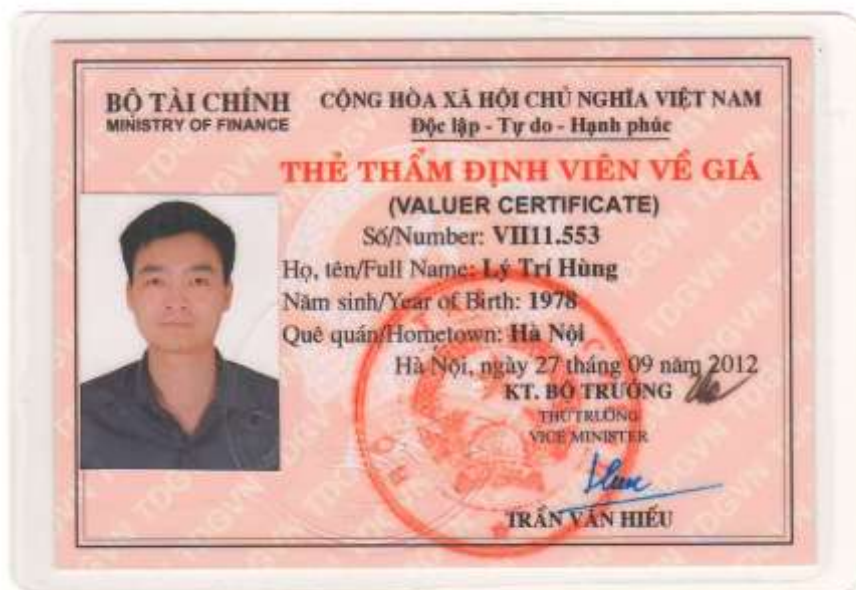 BỘ TÀI CHÍNH
MINISTRY OF FINANCE
CỘNG HÒA XÃ HỘI CHỦ NGHĨA VIỆT NAM
Độc lập - Tự do - Hạnh phúc
THẺ THẨM ĐỊNH VIÊN VỀ GIÁ
(VALUER CERTIFICATE)
Số/Number: VII11.553
Họ, tên/Full Name: Lý Trí Hùng
Năm sinh/Year of Birth: 1978
Quê quán/Hometown: Hà Nội
Hà Nội, ngày 27 tháng 09 năm 2012
KT. BỘ TRƯỞNG
THỨ TRƯỞNG
VICE MINISTER
TRẦN VĂN HIẾU